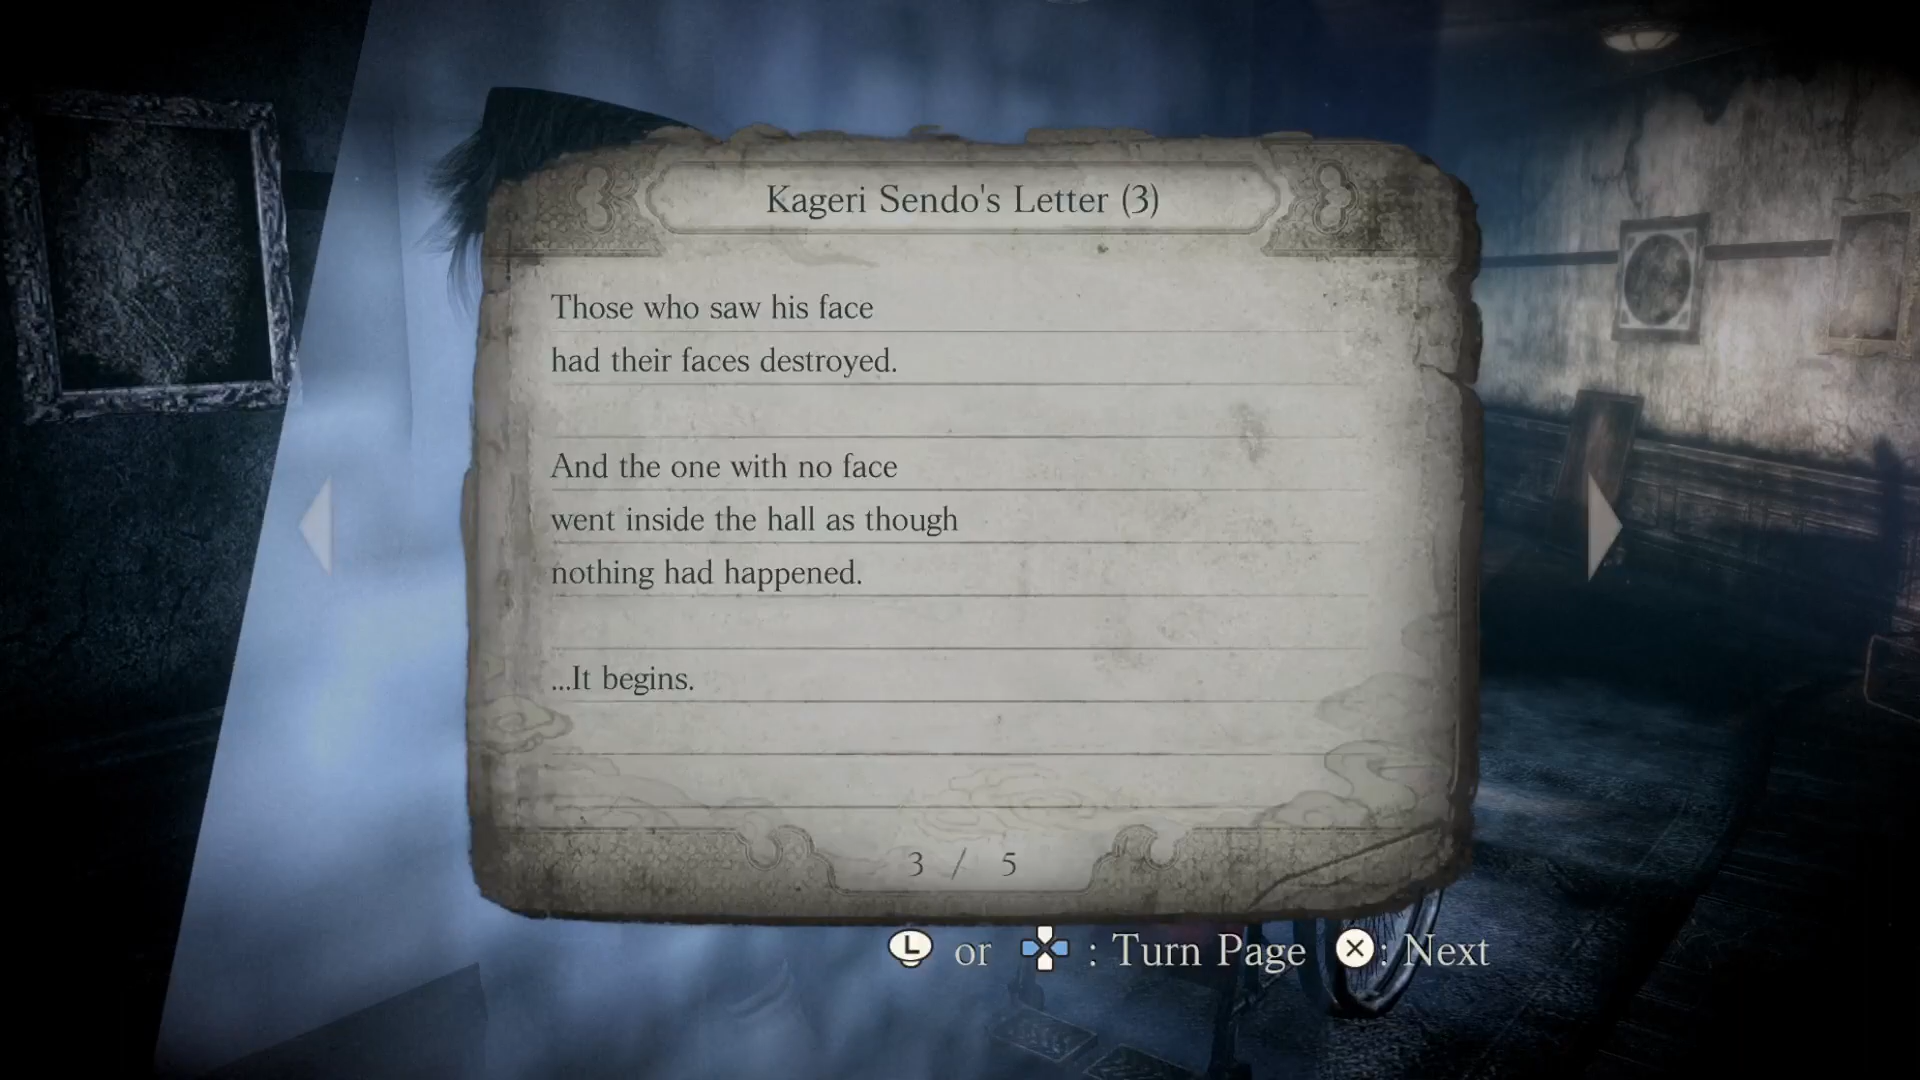 Kageri Sendo's Letter (3)
Those who saw his face
had their faces destroyed.
And the one with no face
went inside the hall as though
nothing had happened.
...It begins.
3 / 5
L or : Turn Page X: Next